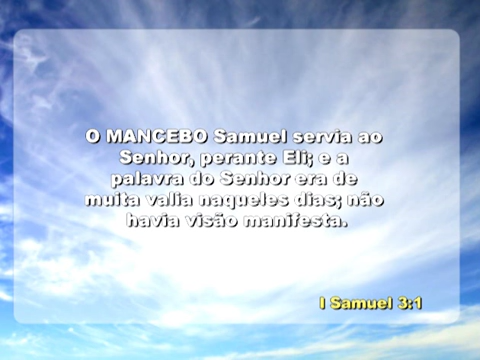 O MANCEBO Samuel servia ao
Senhor, perante Eli; e a
palavra do Senhor era de
muita valia naqueles dias; não
havia visão manifesta.
I Samuel 3:1